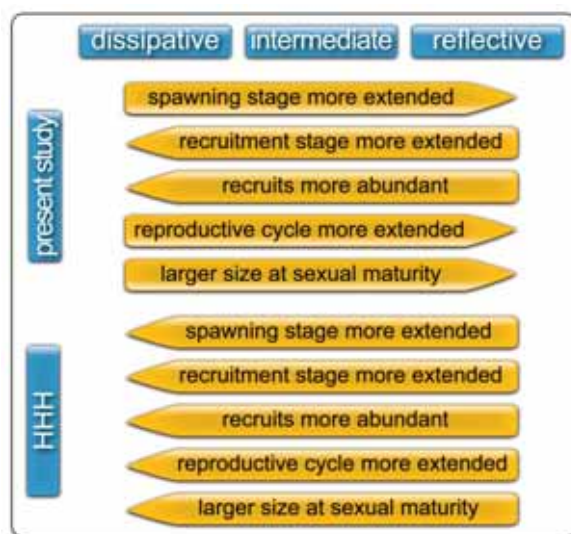 dissipative intermediate reflective
present study
spawning stage more extended
recruitment stage more extended
recruits more abundant
reproductive cycle more extended
larger size at sexual maturity
HHH
spawning stage more extended
recruitment stage more extended
recruits more abundant
reproductive cycle more extended
larger size at sexual maturity